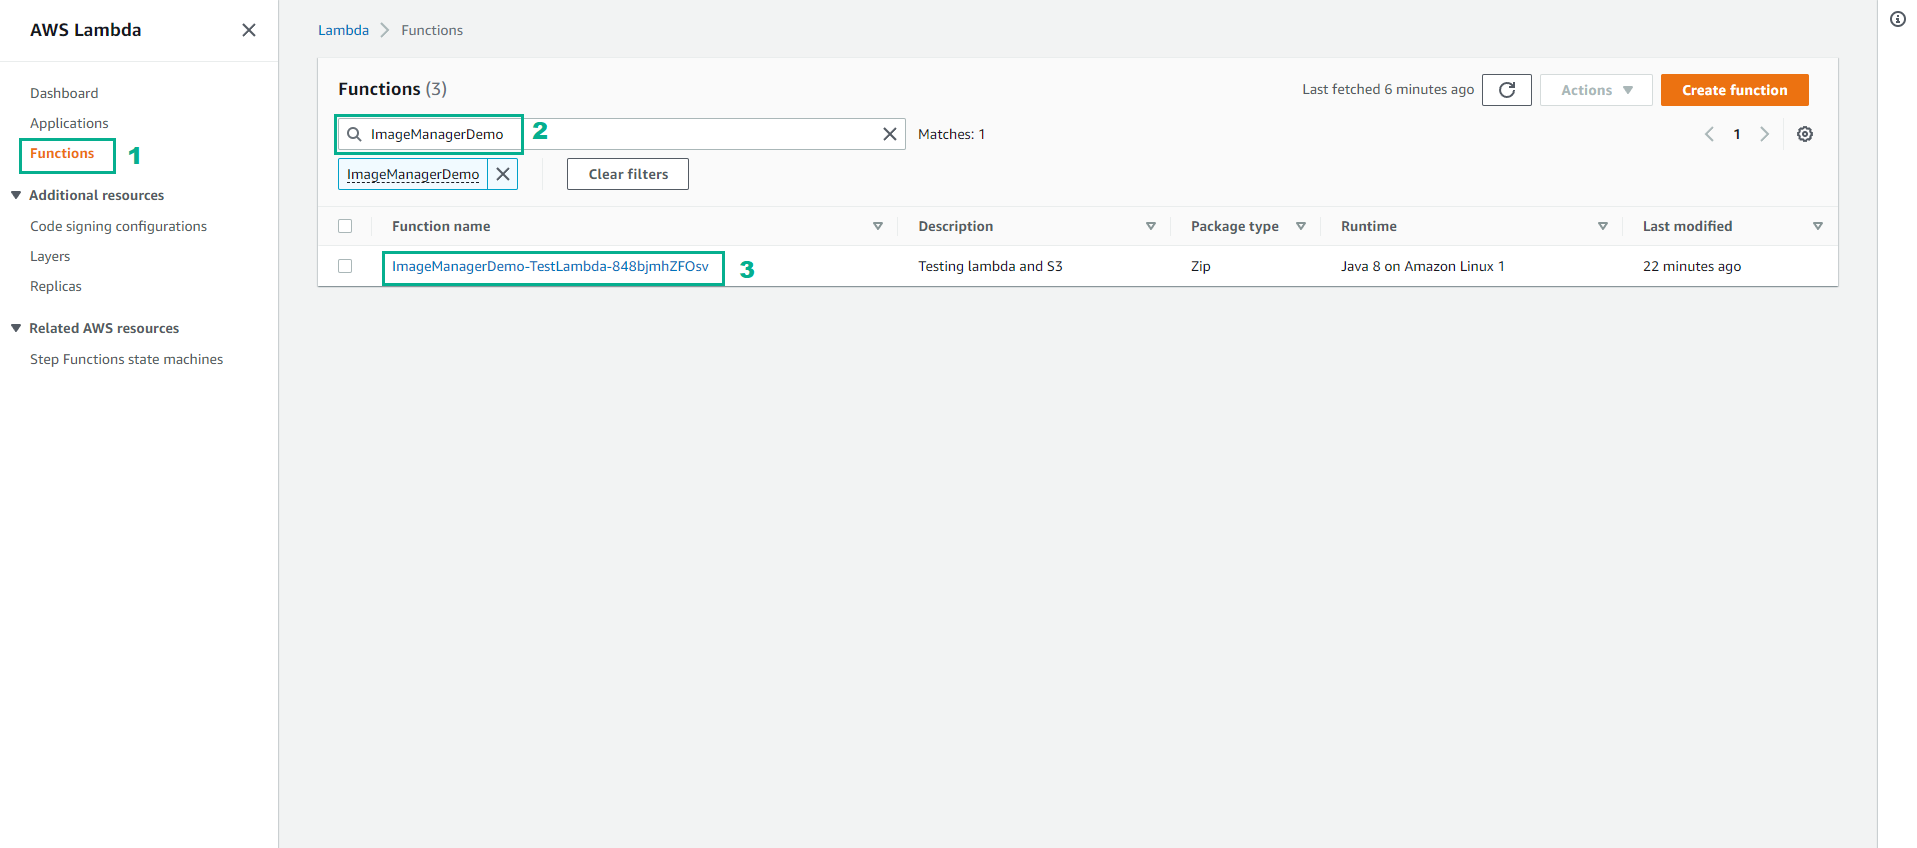 AWS Lambda
Dashboard
Applications
Functions 1
Additional resources
Code signing configurations
Layers
Replicas
Related AWS resources
Step Functions state machines
Lambda Functions
Functions (3)
Last fetched 6 minutes ago Actions Create function
ImageManagerDemo 2 Matches: 1 1
ImageManagerDemo Clear filters
Function name Description Package type Runtime Last modified
ImageManagerDemo-TestLambda-848bjmhZFOsv 3 Testing lambda and S3 Zip Java 8 on Amazon Linux 1 22 minutes ago